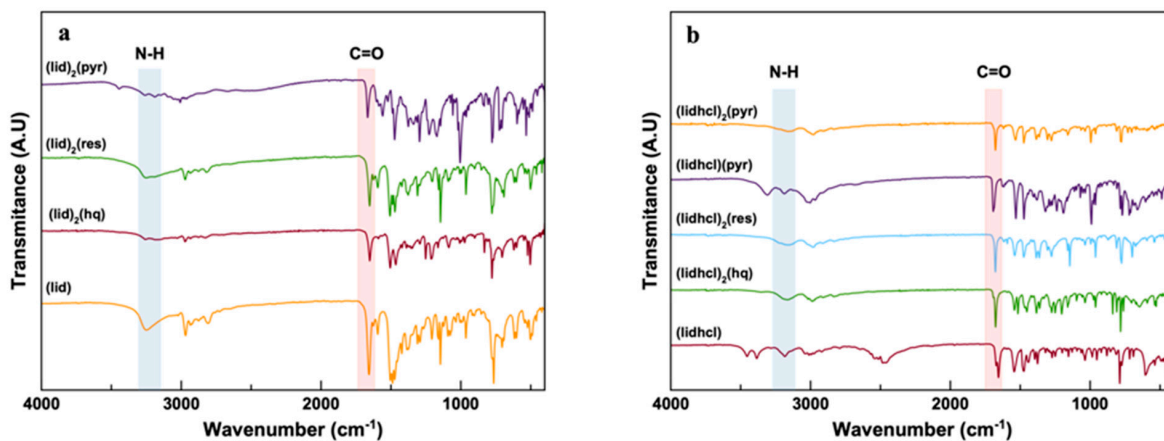 a
N-H
C=O
(lid)2(pyr)
(lid)2(res)
(lid)2(hq)
(lid)
Transmitance (A.U)
4000 3000 2000 1000
Wavenumber (cm-1)
b
N-H
C=O
(lidhcl)2(pyr)
(lidhcl)(pyr)
(lidhcl)2(res)
(lidhcl)2(hq)
(lidhcl)
Transmitance (A.U)
4000 3000 2000 1000
Wavenumber (cm-1)